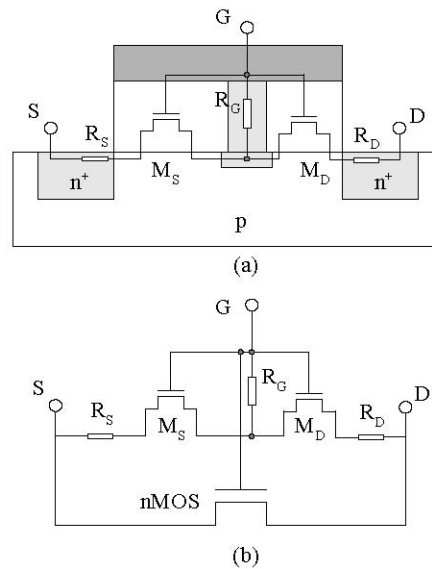 G
S
D
R_G
R_S
R_D
M_S
M_D
n⁺
n⁺
p
(a)
G
S
D
R_G
R_S
R_D
M_S
M_D
nMOS
(b)